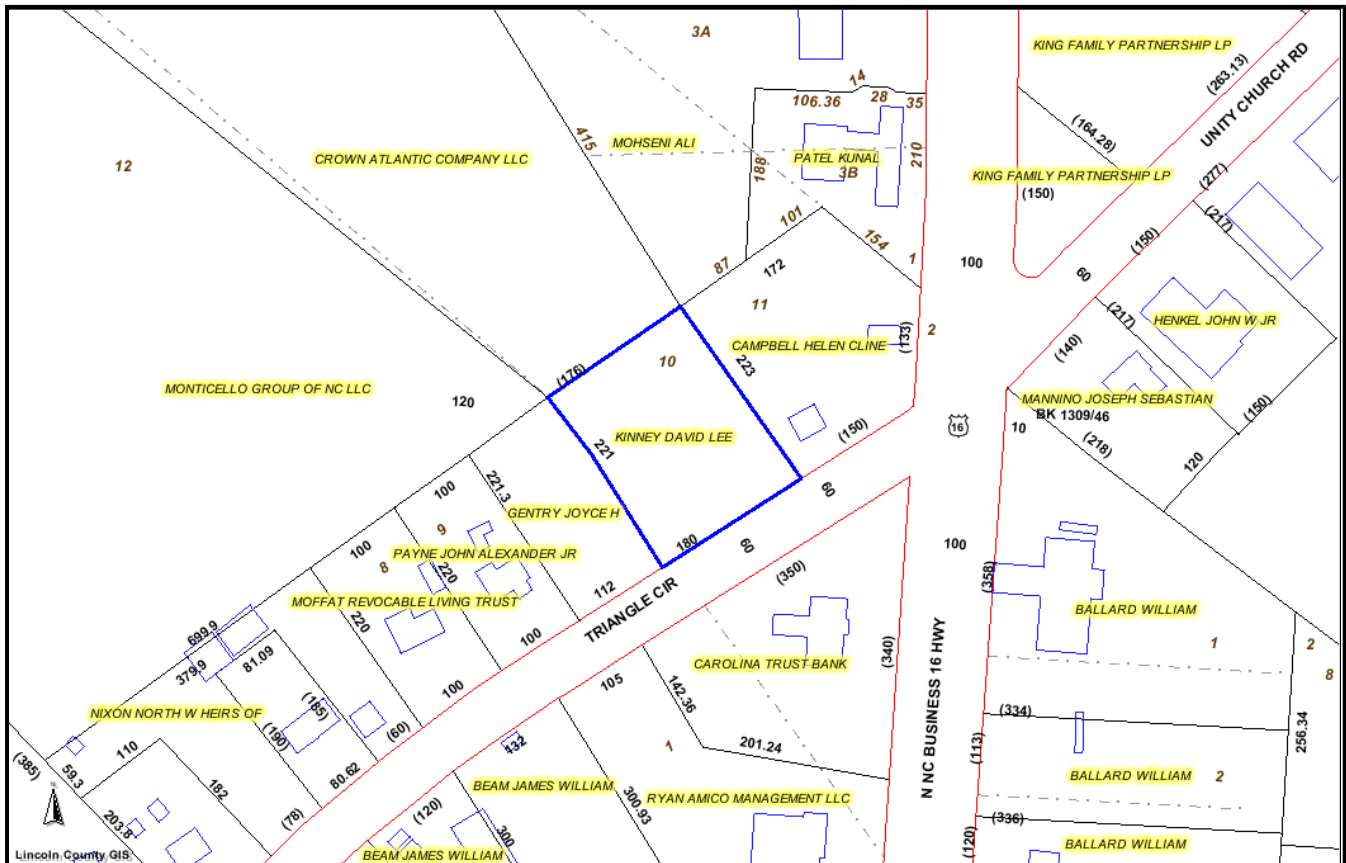 3A
KING FAMILY PARTNERSHIP LP
(263.13)
UNITY CHURCH RD
14
106.36
28
35
(164.28)
415
MOHSENI ALI
210
12
CROWN ATLANTIC COMPANY LLC
PATEL KUNAL
3B
188
KING FAMILY PARTNERSHIP LP
(277)
(150)
(217)
101
154
(150)
87
172
1
100
60
11
HENKEL JOHN W JR
(217)
2
(133)
CAMPBELL HELEN CLINE
(140)
10
223
(176)
MONTICELLO GROUP OF NC LLC
120
MANNINO JOSEPH SEBASTIAN
BK 1309/46
(150)
16
10
(218)
KINNEY DAVID LEE
(150)
221
120
100
221.3
60
GENTRY JOYCE H
9
180
60
100
100
PAYNE JOHN ALEXANDER JR
8
220
(350)
(358)
112
MOFFAT REVOCABLE LIVING TRUST
TRIANGLE CIR
BALLARD WILLIAM
220
699.9
100
1
2
81.09
CAROLINA TRUST BANK
(340)
N NC BUSINESS 16 HWY
379.9
8
100
105
142.36
(185)
NIXON NORTH W HEIRS OF
(334)
(190)
(60)
256.34
110
132
1
201.24
(113)
(385)
59.3
80.62
BALLARD WILLIAM
2
182
BEAM JAMES WILLIAM
RYAN AMICO MANAGEMENT LLC
N
203.8
(78)
(120)
300.93
(336)
300
(120)
BALLARD WILLIAM
Lincoln County GIS
BEAM JAMES WILLIAM